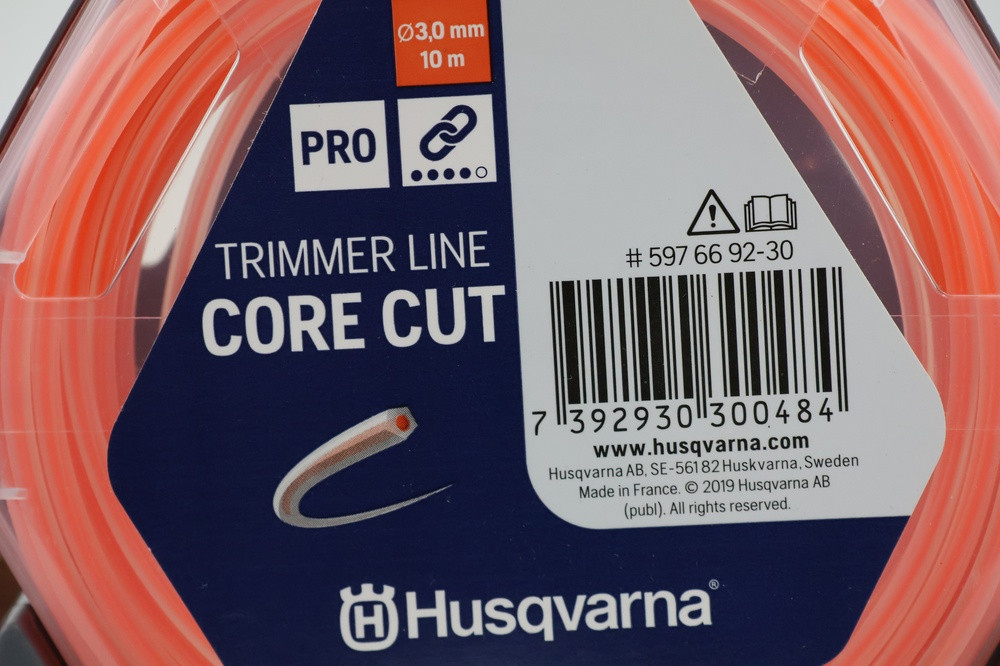 Ø3,0 mm
10 m
PRO
TRIMMER LINE
CORE CUT
# 597 66 92-30
7 392930 300484
www.husqvarna.com
Husqvarna AB, SE-561 82 Huskvarna, Sweden
Made in France. © 2019 Husqvarna AB
(publ). All rights reserved.
H Husqvarna®